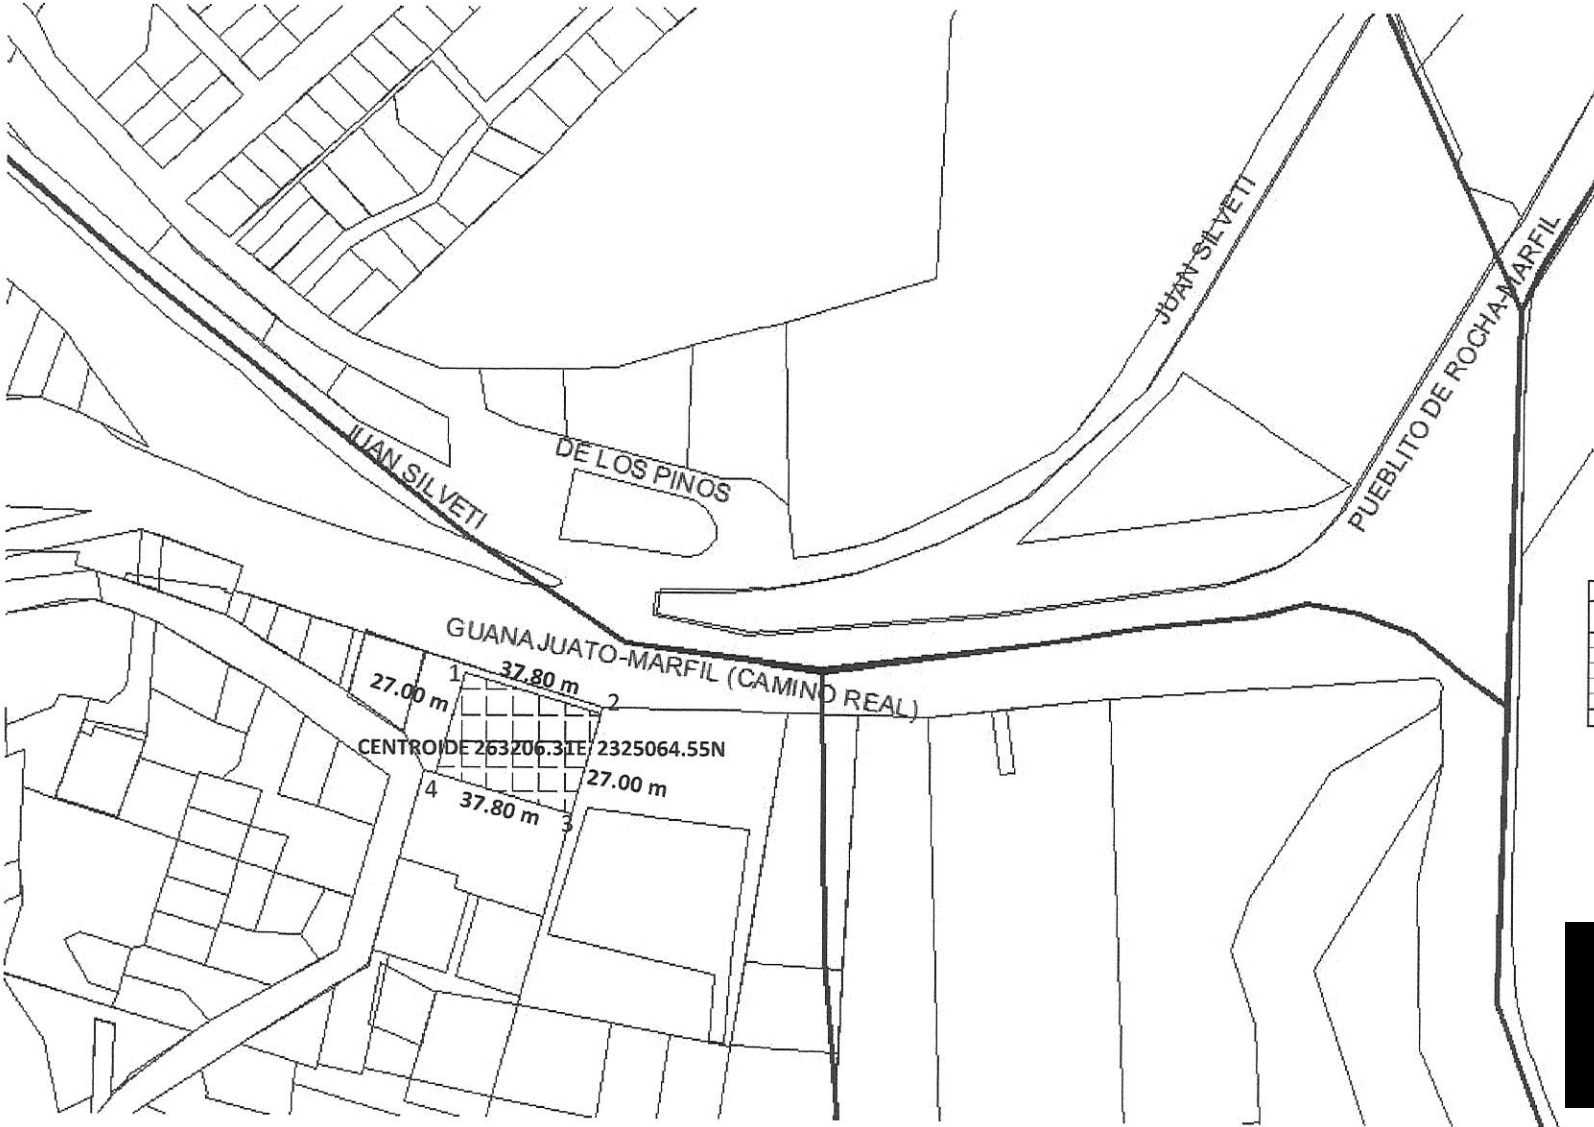 JUAN SILVETI
PUEBLITO DE ROCHA-MARFIL
JUAN SILVETI
DE LOS PINOS
GUANAJUATO-MARFIL (CAMINO REAL)
1
37.80 m
2
27.00 m
CENTROIDE 263206.31E 2325064.55N
27.00 m
4
37.80 m
3